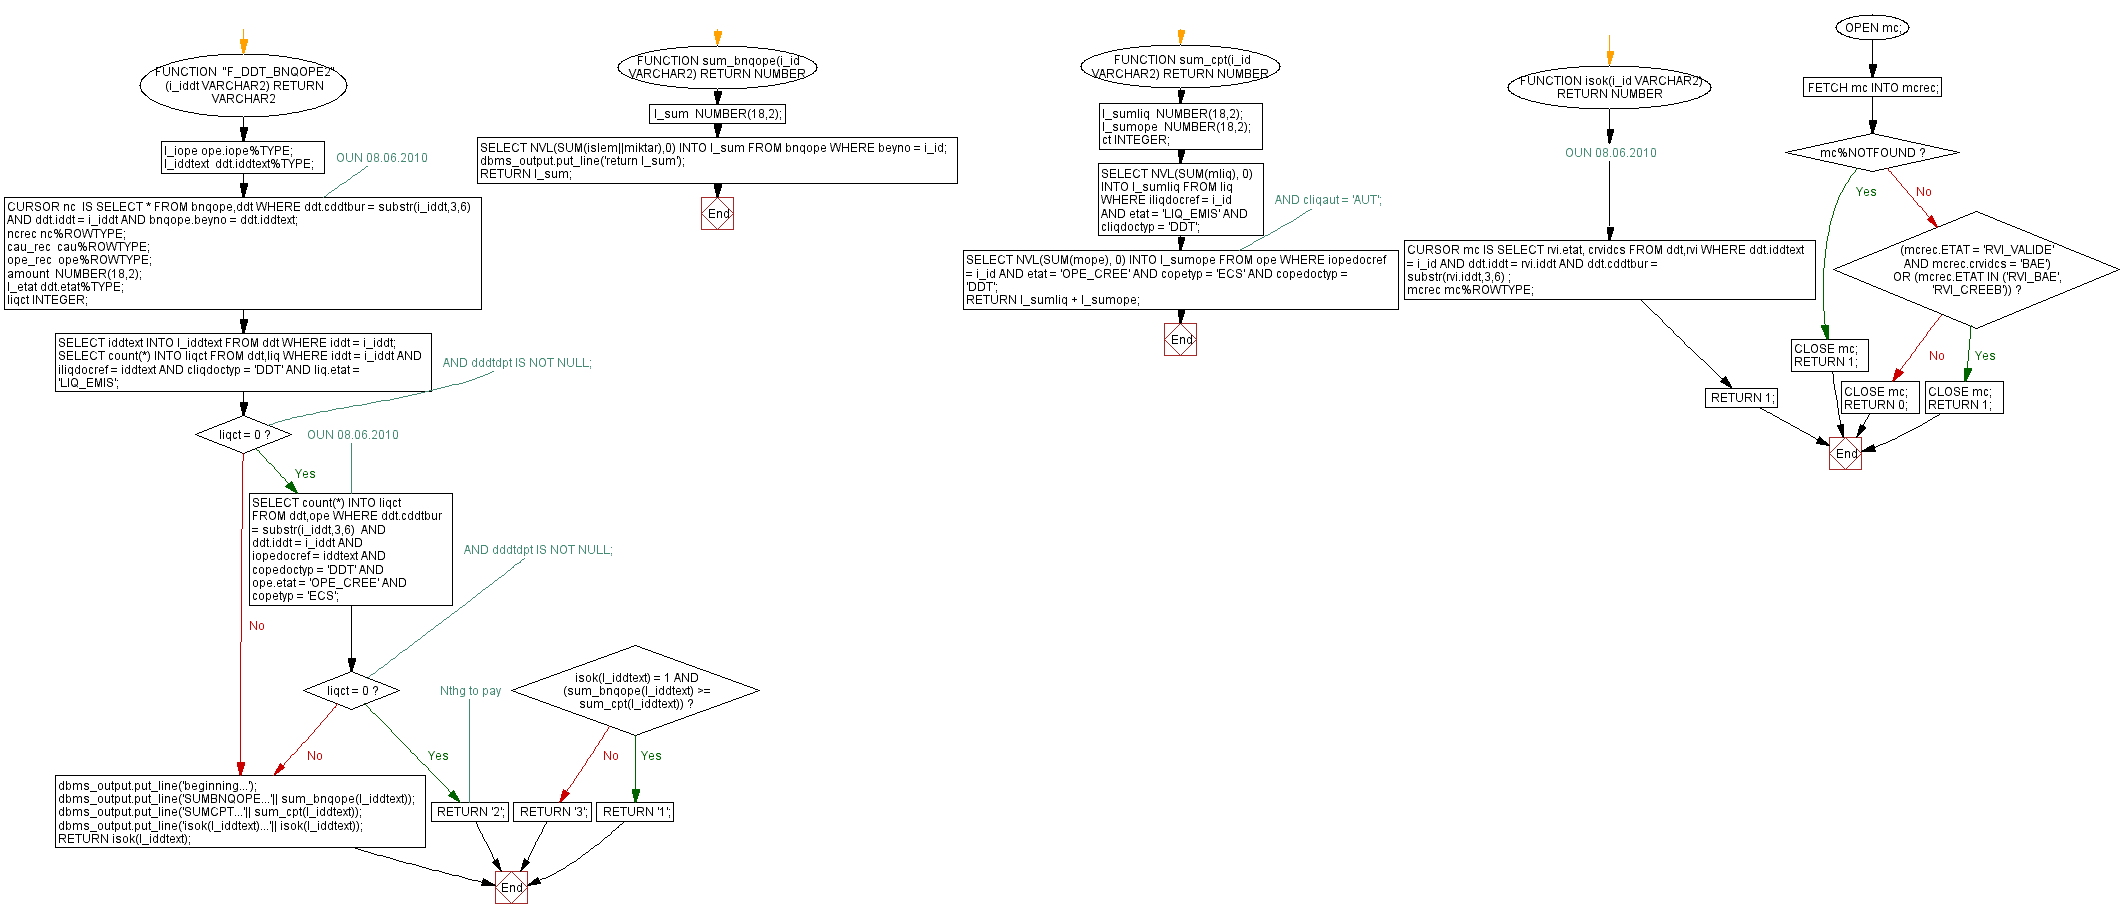 FUNCTION "F_DDT_BNQOPE2"
(i_iddt VARCHAR2) RETURN
VARCHAR2
l_iope ope.iope%TYPE;
l_iddtext ddt.iddtext%TYPE;
OUN 08.06.2010
CURSOR nc IS SELECT * FROM bnqope,ddt WHERE ddt.cddtbur = substr(i_iddt,3,6)
AND ddt.iddt = i_iddt AND bnqope.beyno = ddt.iddtext;
ncrec nc%ROWTYPE;
cau_rec cau%ROWTYPE;
ope_rec ope%ROWTYPE;
amount NUMBER(18,2);
l_etat ddt.etat%TYPE;
liqct INTEGER;
SELECT iddtext INTO l_iddtext FROM ddt WHERE iddt = i_iddt;
SELECT count(*) INTO liqct FROM ddt,liq WHERE iddt = i_iddt AND
iliqdocref = iddtext AND cliqdoctyp = 'DDT' AND liq.etat =
'LIQ_EMIS';
AND dddtdpt IS NOT NULL;
liqct = 0 ?
OUN 08.06.2010
Yes
SELECT count(*) INTO liqct
FROM ddt,ope WHERE ddt.cddtbur
= substr(i_iddt,3,6) AND
ddt.iddt = i_iddt AND
iopedocref = iddtext AND
copedoctyp = 'DDT' AND
ope.etat = 'OPE_CREE' AND
copetyp = 'ECS';
AND dddtdpt IS NOT NULL;
No
liqct = 0 ?
Nthg to pay
isok(l_iddtext) = 1 AND
(sum_bnqope(l_iddtext) >=
sum_cpt(l_iddtext)) ?
No
Yes
No
Yes
dbms_output.put_line('beginning...');
dbms_output.put_line('SUMBNQOPE...'|| sum_bnqope(l_iddtext));
dbms_output.put_line('SUMCPT...'|| sum_cpt(l_iddtext));
dbms_output.put_line('isok(l_iddtext)...'|| isok(l_iddtext));
RETURN isok(l_iddtext);
RETURN '2';
RETURN '3';
RETURN '1';
End
FUNCTION sum_bnqope(i_id
VARCHAR2) RETURN NUMBER
l_sum NUMBER(18,2);
SELECT NVL(SUM(islem||miktar),0) INTO l_sum FROM bnqope WHERE beyno = i_id;
dbms_output.put_line('return l_sum');
RETURN l_sum;
End
FUNCTION sum_cpt(i_id
VARCHAR2) RETURN NUMBER
l_sumliq NUMBER(18,2);
l_sumope NUMBER(18,2);
ct INTEGER;
SELECT NVL(SUM(mliq), 0)
INTO l_sumliq FROM liq
WHERE iliqdocref = i_id
AND etat = 'LIQ_EMIS' AND
cliqdoctyp = 'DDT';
AND cliqaut = 'AUT';
SELECT NVL(SUM(mope), 0) INTO l_sumope FROM ope WHERE iopedocref
= i_id AND etat = 'OPE_CREE' AND copetyp = 'ECS' AND copedoctyp =
'DDT';
RETURN l_sumliq + l_sumope;
End
FUNCTION isok(i_id VARCHAR2)
RETURN NUMBER
OUN 08.06.2010
CURSOR mc IS SELECT rvi.etat, crvidcs FROM ddt,rvi WHERE ddt.iddtext
= i_id AND ddt.iddt = rvi.iddt AND ddt.cddtbur =
substr(rvi.iddt,3,6) ;
mcrec mc%ROWTYPE;
RETURN 1;
OPEN mc;
FETCH mc INTO mcrec;
mc%NOTFOUND ?
Yes
No
(mcrec.ETAT = 'RVI_VALIDE'
AND mcrec.crvidcs = 'BAE')
OR (mcrec.ETAT IN ('RVI_BAE',
'RVI_CREEB')) ?
CLOSE mc;
RETURN 1;
No
Yes
CLOSE mc;
RETURN 0;
CLOSE mc;
RETURN 1;
End